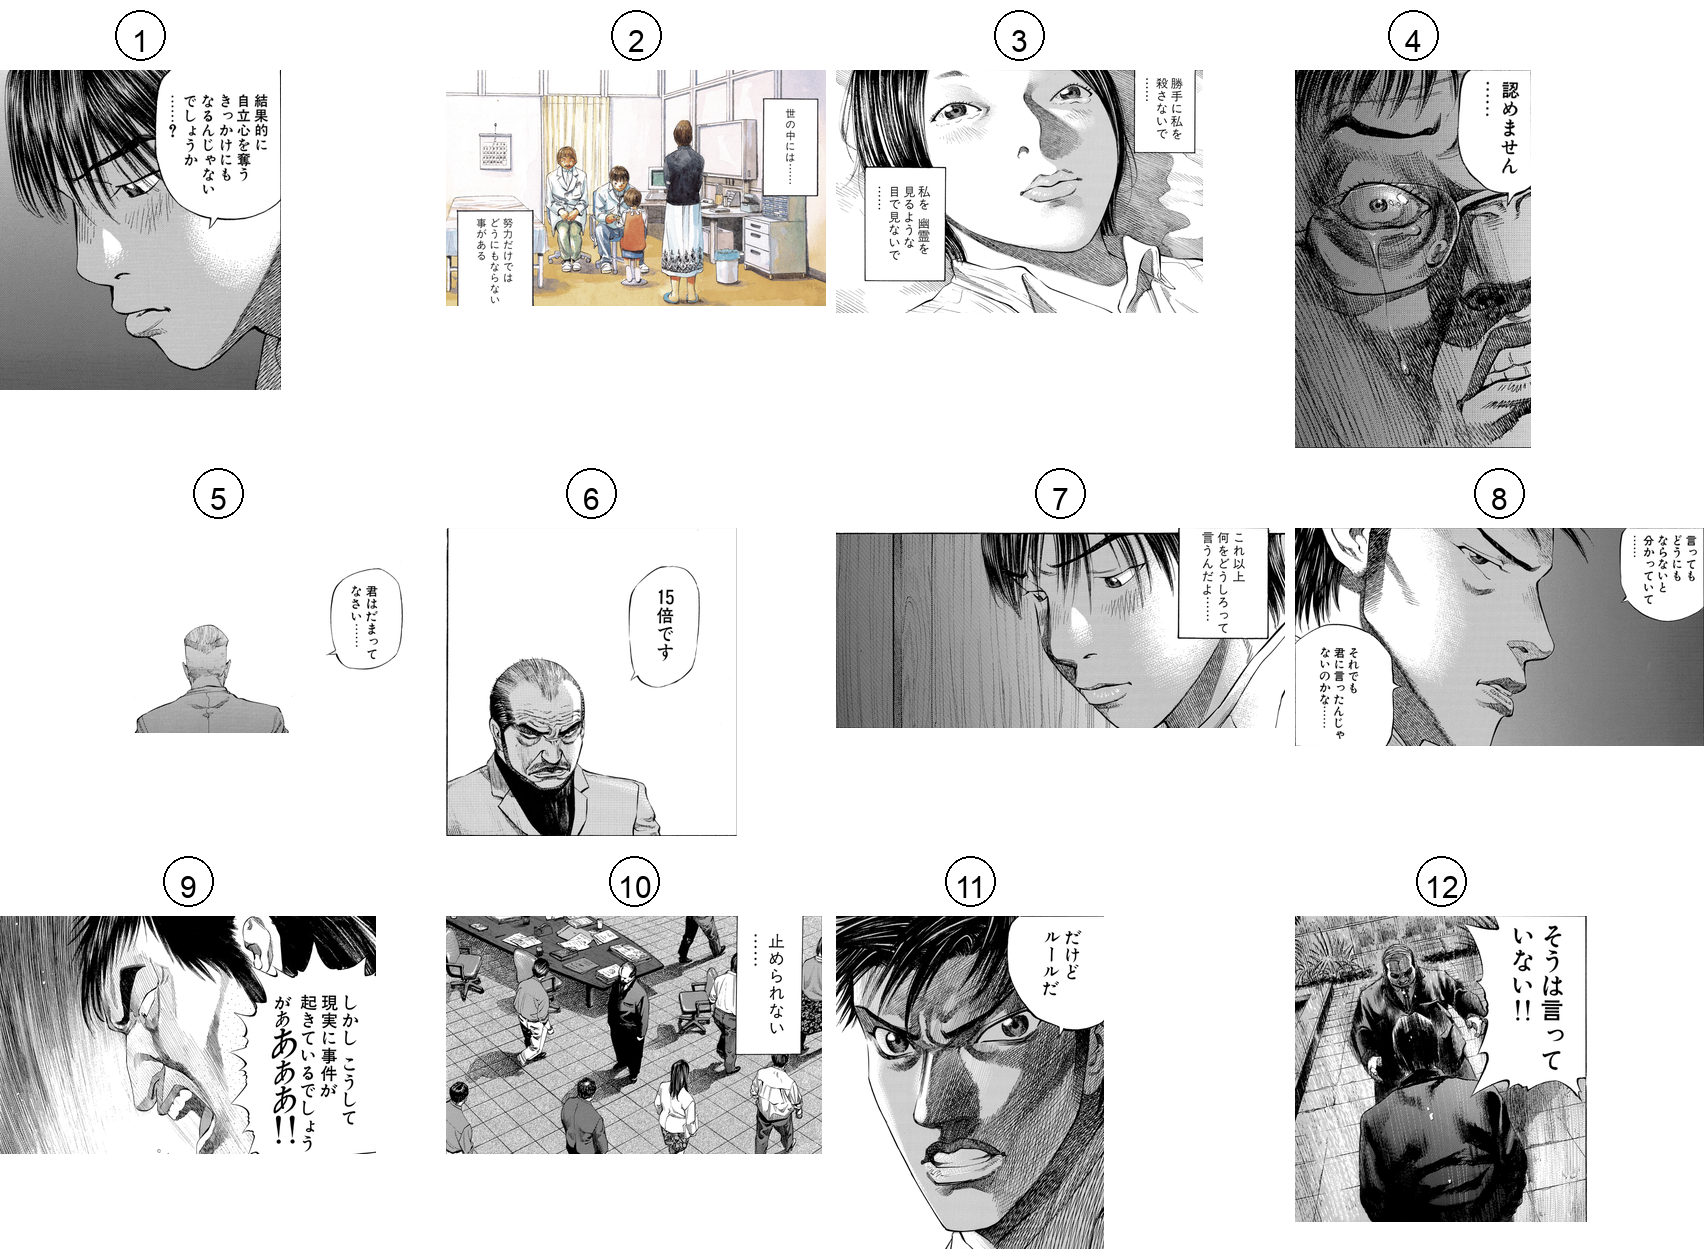 1
結果的に
自立心を奪う
きっかけにも
なるんじゃない
でしょうか
……?
2
世の中には……
努力だけでは
どうにもならない
事がある
3
勝手に私を
殺さないで
……
私を 幽霊を
見るような
目で見ないで
……
4
認めません
……
5
君はだまって
なさい……
6
15
倍です
7
これ以上
何をどうしろって
言うんだよ……
8
言っても
どうにも
ならないと
分かっていて
……
それでも
君に言ったんじゃ
ないのかな……
9
しかし こうして
現実に事件が
起きているでしょう
がぁあぁぁあ!!
10
止められない
……
11
だけど
ルールだ
12
そうは言って
いない!!